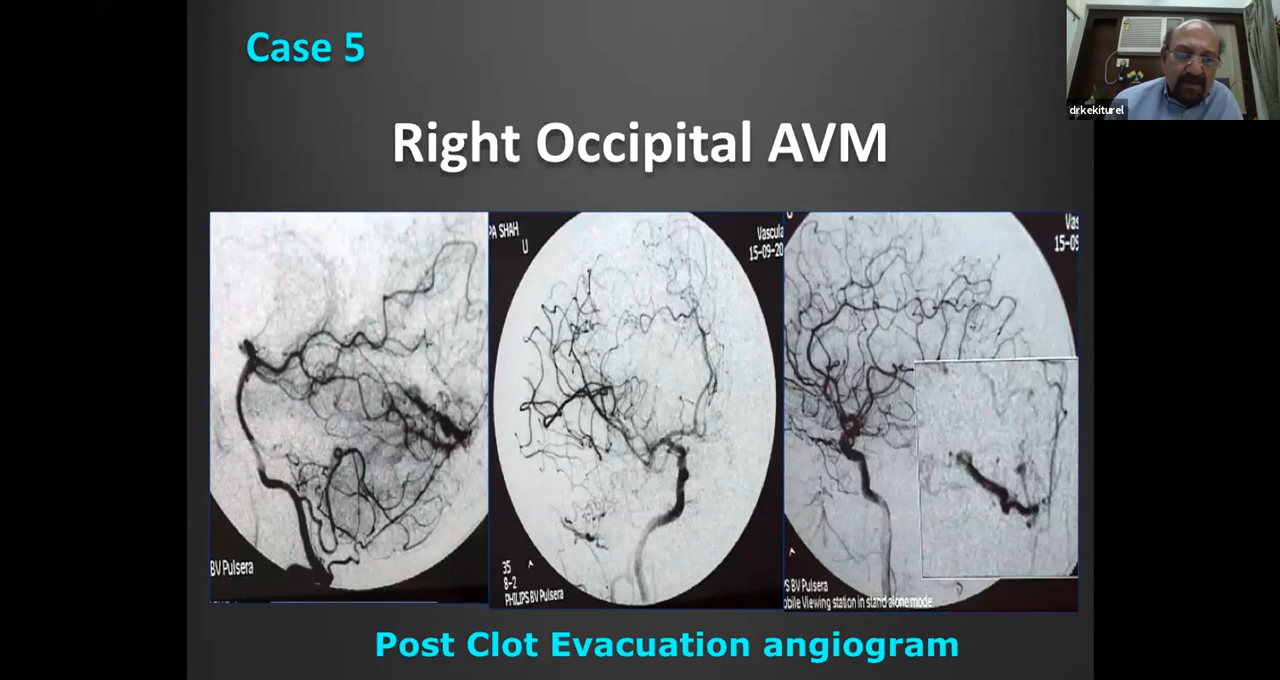 Case 5
drkekiturel
Right Occipital AVM
PA SHAH
U
Vascula
15-09-20
Vas
15-09
BV Pulsera
35
8-2
PHILIPS BV Pulsera
S BV Pulsera
obile Viewing station in stand alone mode
Post Clot Evacuation angiogram